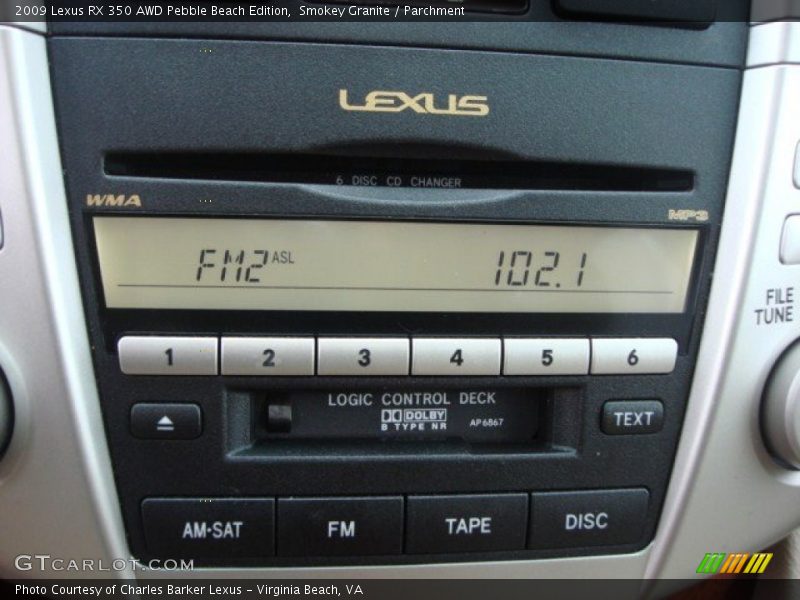 2009 Lexus RX 350 AWD Pebble Beach Edition, Smokey Granite / Parchment
LEXUS
6 DISC CD CHANGER
WMA
MP3
FM2 ASL 102.1
FILE
TUNE
1 2 3 4 5 6
LOGIC CONTROL DECK
DOLBY
B TYPE NR
AP6867
TEXT
AM•SAT FM TAPE DISC
GTCARLOT.COM
Photo Courtesy of Charles Barker Lexus - Virginia Beach, VA